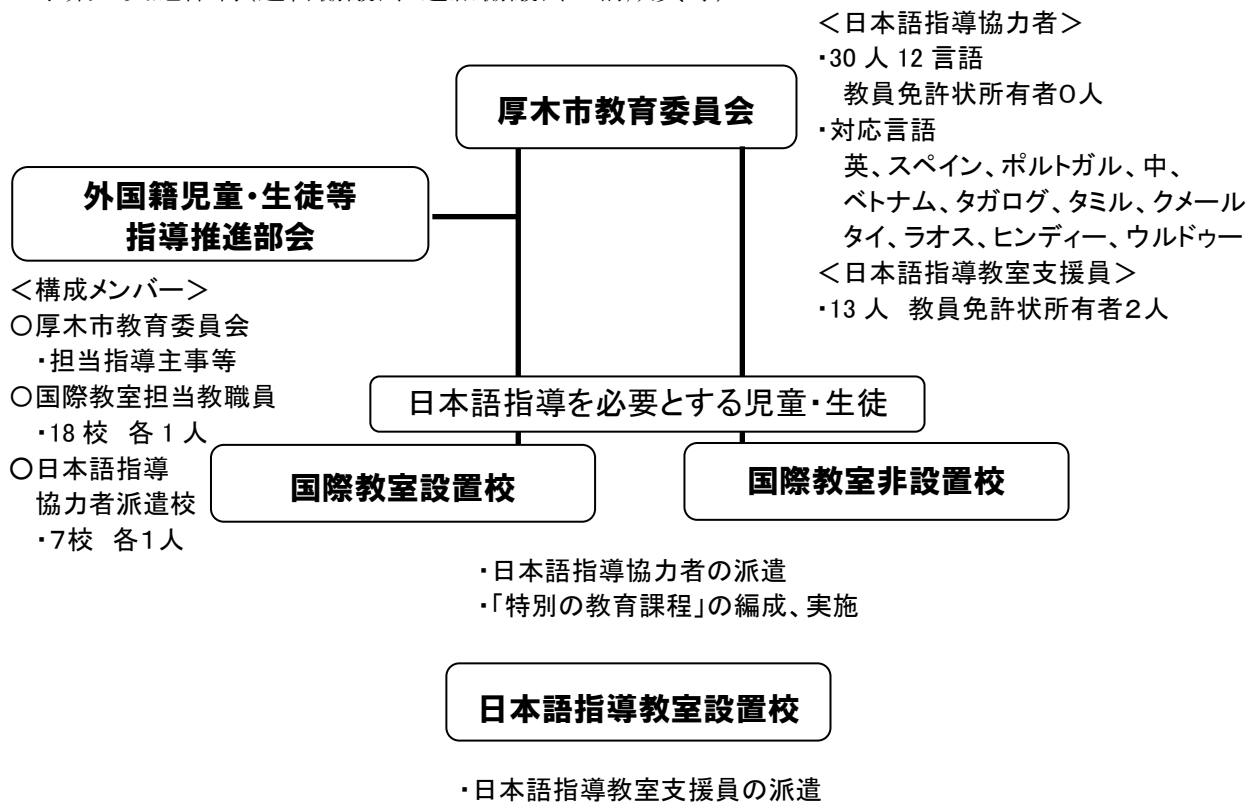 ＜日本語指導協力者＞
・30 人 12 言語
教員免許状所有者０人
・対応言語
英、スペイン、ポルトガル、中、
ベトナム、タガログ、タミル、クメール
タイ、ラオス、ヒンディー、ウルドゥー
＜日本語指導教室支援員＞
・13 人　教員免許状所有者２人
厚木市教育委員会
外国籍児童・生徒等
指導推進部会
＜構成メンバー＞
○厚木市教育委員会
・担当指導主事等
○国際教室担当教職員
・18 校　各 1 人
○日本語指導
協力者派遣校
・７校　各１人
日本語指導を必要とする児童・生徒
国際教室設置校
国際教室非設置校
・日本語指導協力者の派遣
・「特別の教育課程」の編成、実施
日本語指導教室設置校
・日本語指導教室支援員の派遣